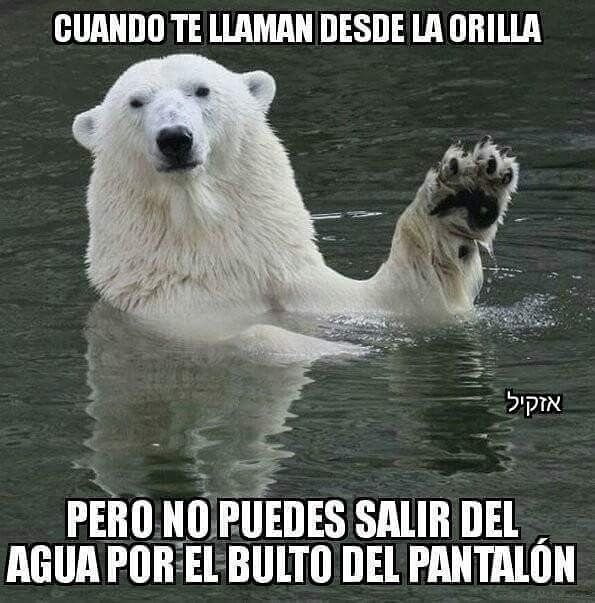 CUANDO TE LLAMAN DESDE LA ORILLA
אזקיל
PERO NO PUEDES SALIR DEL
AGUA POR EL BULTO DEL PANTALÓN